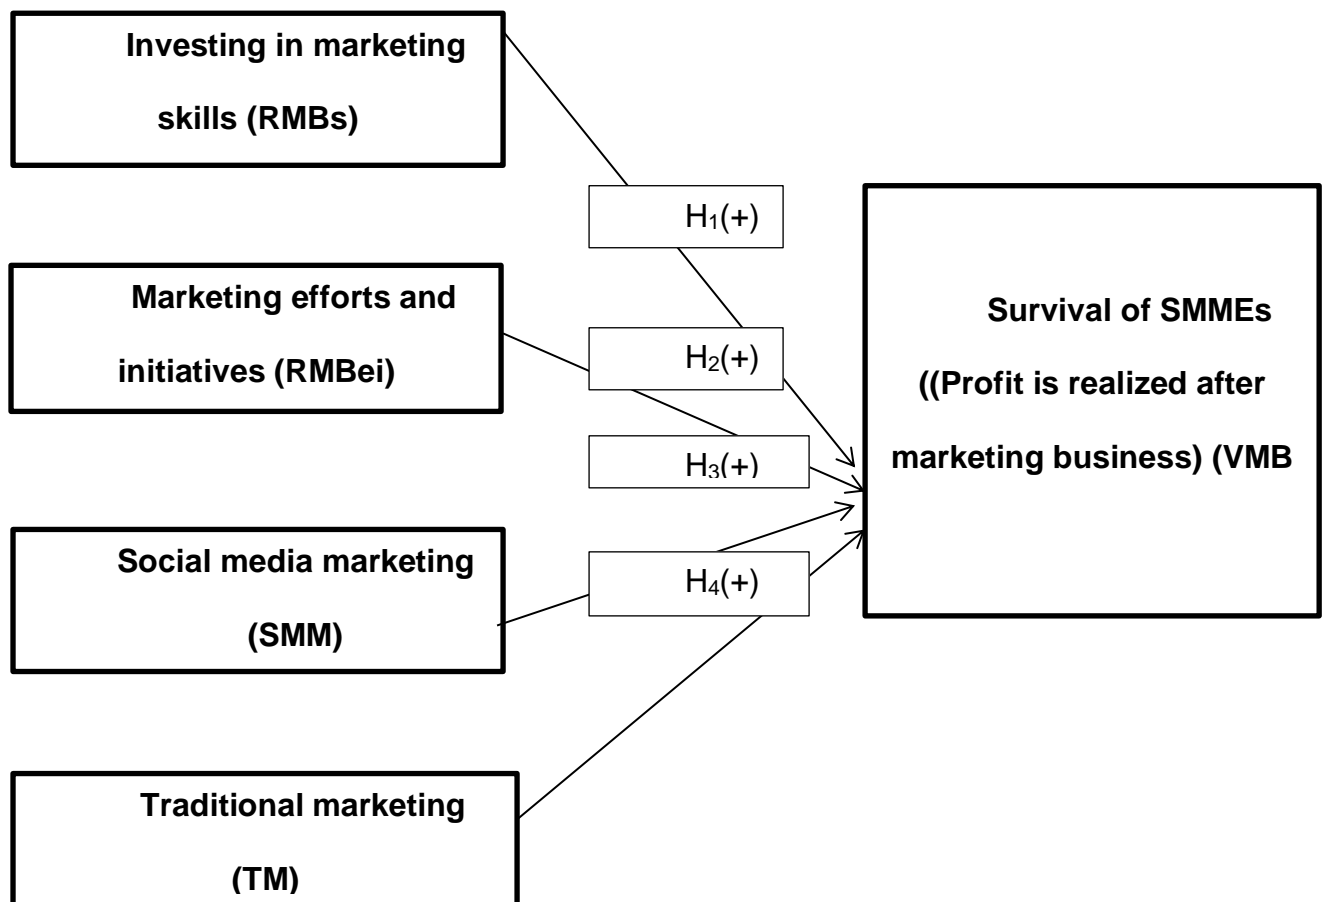 Investing in marketing
skills (RMBs)
H₁(+)
Marketing efforts and
initiatives (RMBei)
H₂(+)
H₃(+)
Survival of SMMEs
((Profit is realized after
marketing business) (VMB
Social media marketing
(SMM)
H₄(+)
Traditional marketing
(TM)